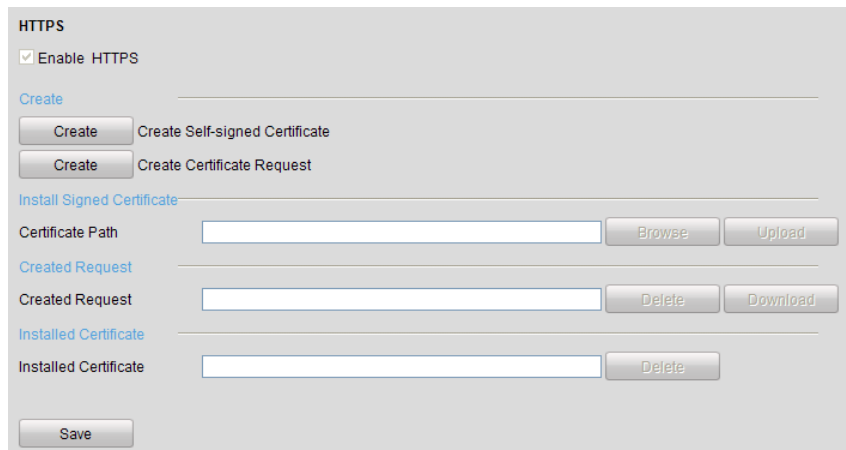 HTTPS
Enable HTTPS
Create
Create Create Self-signed Certificate
Create Create Certificate Request
Install Signed Certificate
Certificate Path Browse Upload
Created Request
Created Request Delete Download
Installed Certificate
Installed Certificate Delete
Save